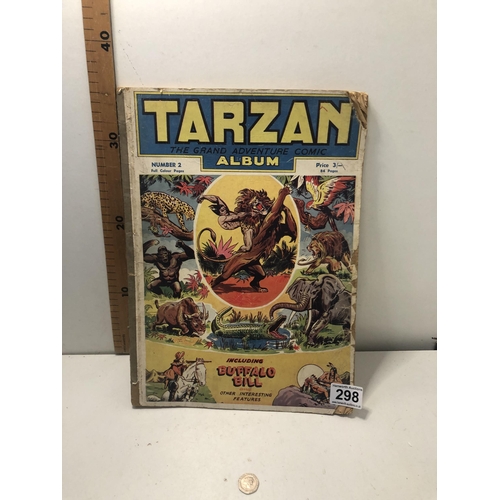 TARZAN
THE GRAND ADVENTURE COMIC
ALBUM
NUMBER 2
Full Colour Pages
Price 3/-
64 Pages
INCLUDING
BUFFALO
BILL
OTHER INTERESTING
FEATURES
298
40
30
20
10